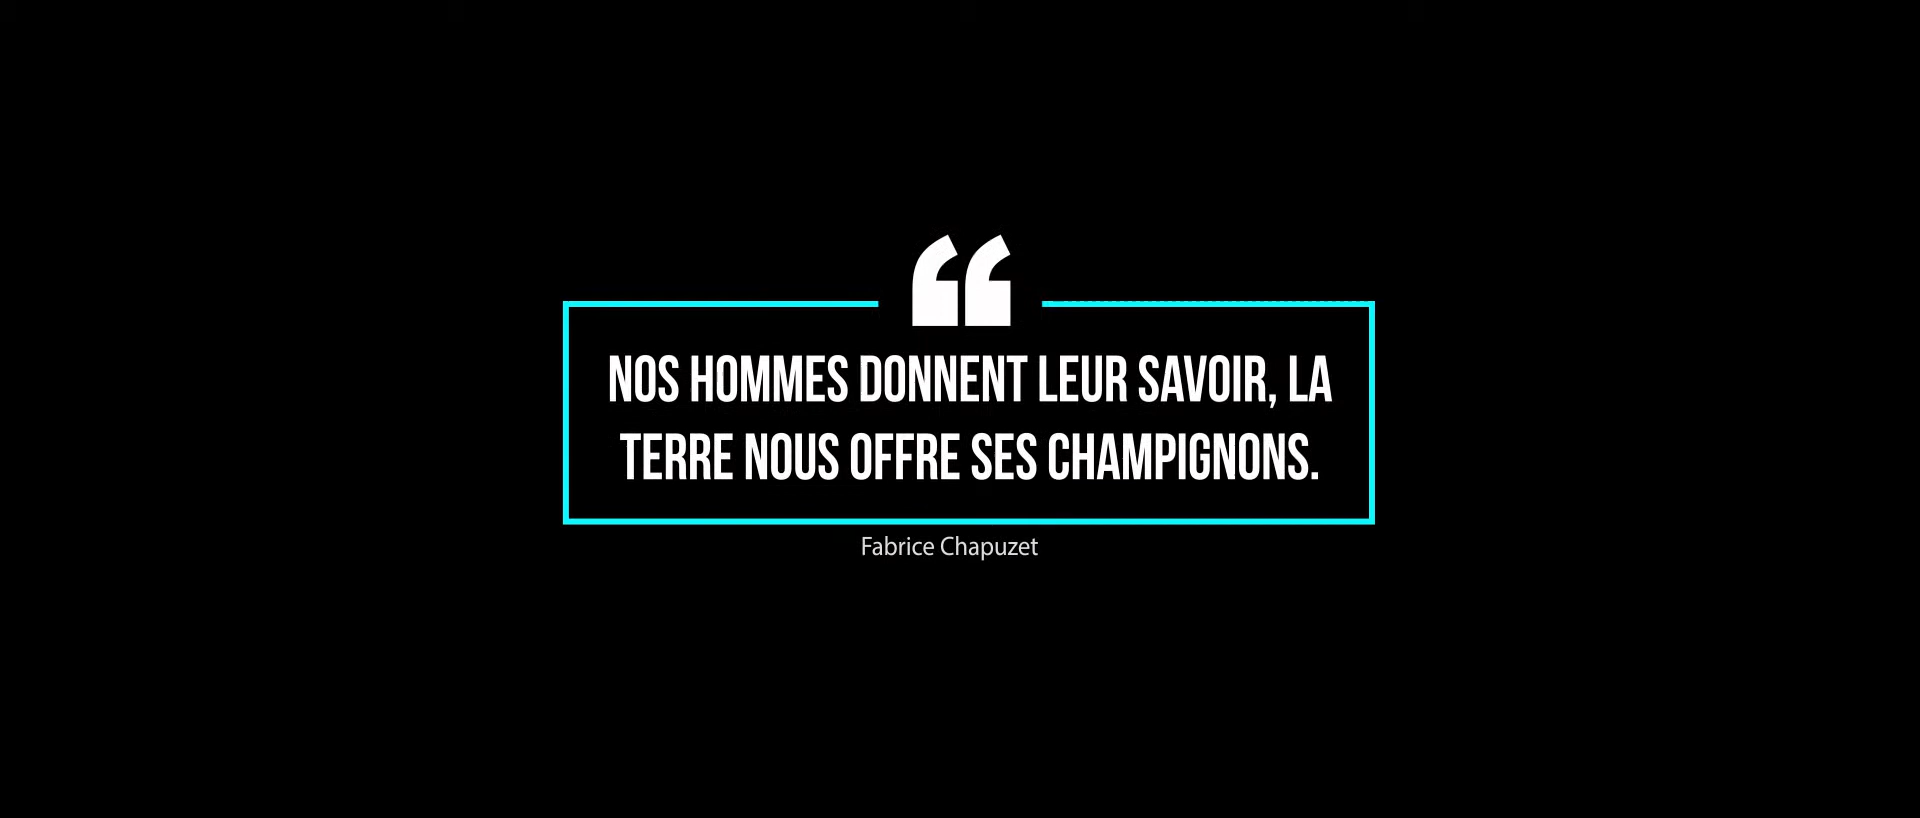 “
NOS HOMMES DONNENT LEUR SAVOIR, LA
TERRE NOUS OFFRE SES CHAMPIGNONS.
Fabrice Chapuzet